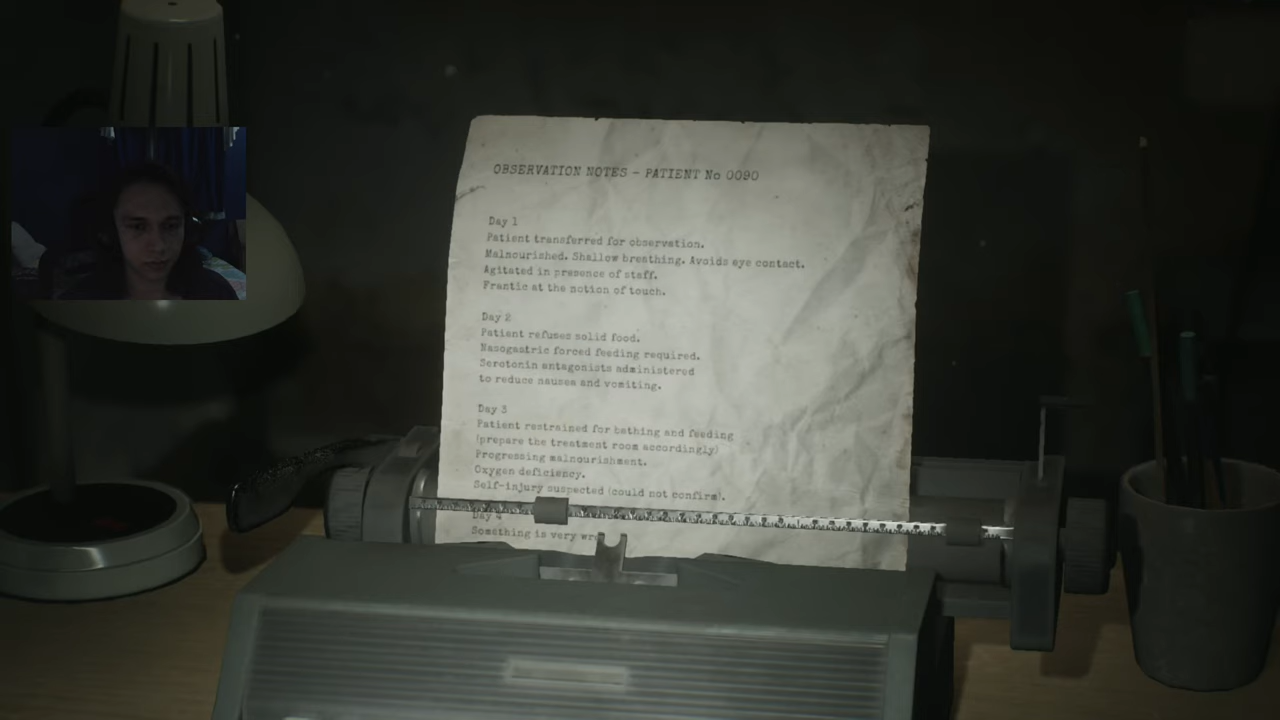 OBSERVATION NOTES - PATIENT No 0090
Day 1
Patient transferred for observation.
Malnourished. Shallow breathing. Avoids eye contact.
Agitated in presence of staff.
Frantic at the notion of touch.
Day 2
Patient refuses solid food.
Nasogastric forced feeding required.
Serotonin antagonists administered
to reduce nausea and vomiting.
Day 3
Patient restrained for bathing and feeding
(prepare the treatment room accordingly)
Progressing malnourishment.
Oxygen deficiency.
Self-injury suspected (could not confirm).
Day 4
Something is very